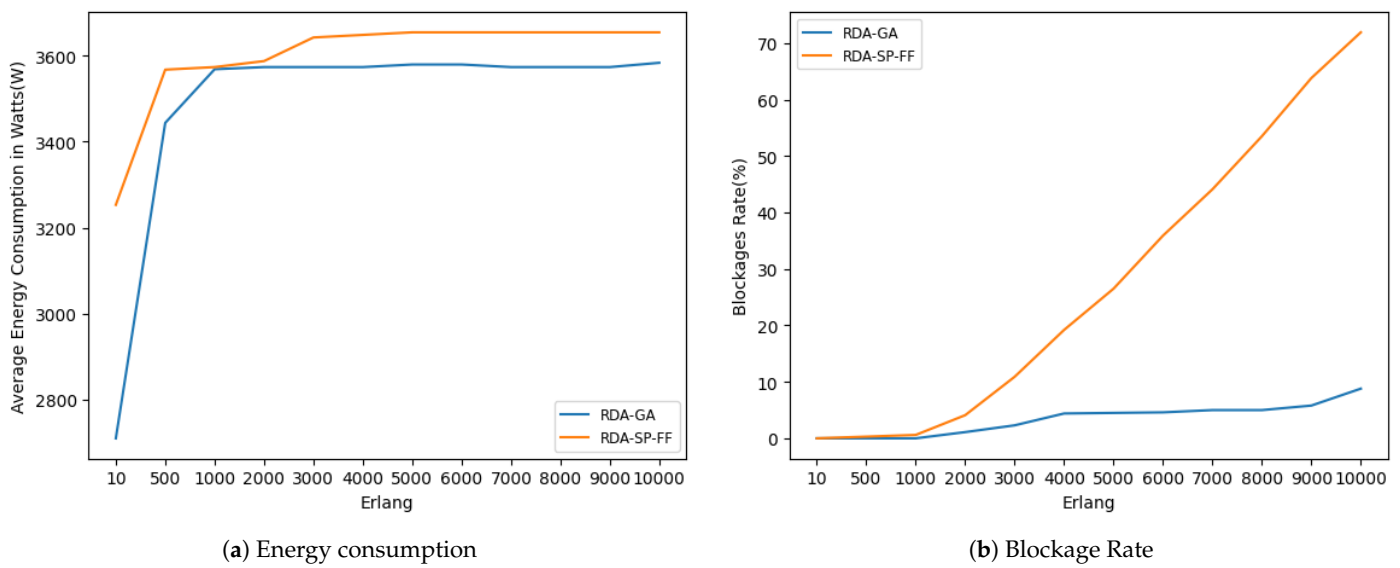 Average Energy Consumption in Watts(W)
3600
3400
3200
3000
2800
RDA-GA
RDA-SP-FF
10 500 1000 2000 3000 4000 5000 6000 7000 8000 9000 10000
Erlang
(a) Energy consumption
Blockages Rate(%)
RDA-GA
RDA-SP-FF
70
60
50
40
30
20
10
0
10 500 1000 2000 3000 4000 5000 6000 7000 8000 9000 10000
Erlang
(b) Blockage Rate